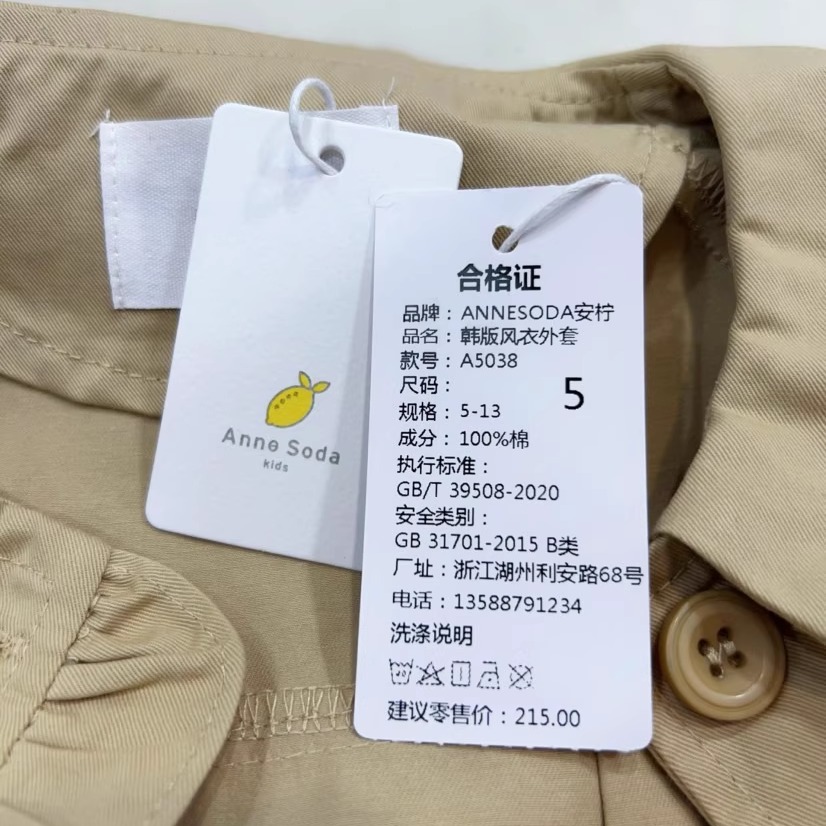 Anne Soda
kids
合格证
品牌：ANNESODA安柠
品名：韩版风衣外套
款号：A5038
尺码：5
规格：5-13
成分：100%棉
执行标准：
GB/T 39508-2020
安全类别：
GB 31701-2015 B类
厂址：浙江湖州利安路68号
电话：13588791234
洗涤说明
建议零售价：215.00